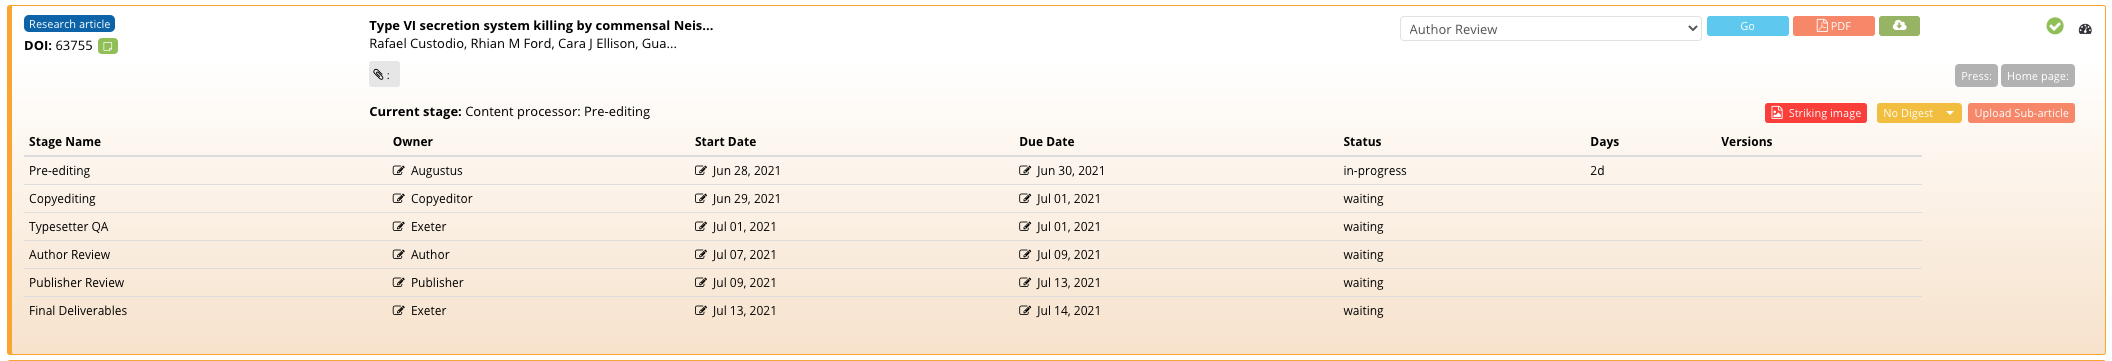 Research article
DOI: 63755
Type VI secretion system killing by commensal Neis...
Rafael Custodio, Rhian M Ford, Cara J Ellison, Gua...
:
Author Review Go PDF
Press: Home page:
Current stage: Content processor: Pre-editing
Striking image No Digest Upload Sub-article
Stage Name Owner Start Date Due Date Status Days Versions
Pre-editing Augustus Jun 28, 2021 Jun 30, 2021 in-progress 2d
Copyediting Copyeditor Jun 29, 2021 Jul 01, 2021 waiting
Typesetter QA Exeter Jul 01, 2021 Jul 01, 2021 waiting
Author Review Author Jul 07, 2021 Jul 09, 2021 waiting
Publisher Review Publisher Jul 09, 2021 Jul 13, 2021 waiting
Final Deliverables Exeter Jul 13, 2021 Jul 14, 2021 waiting